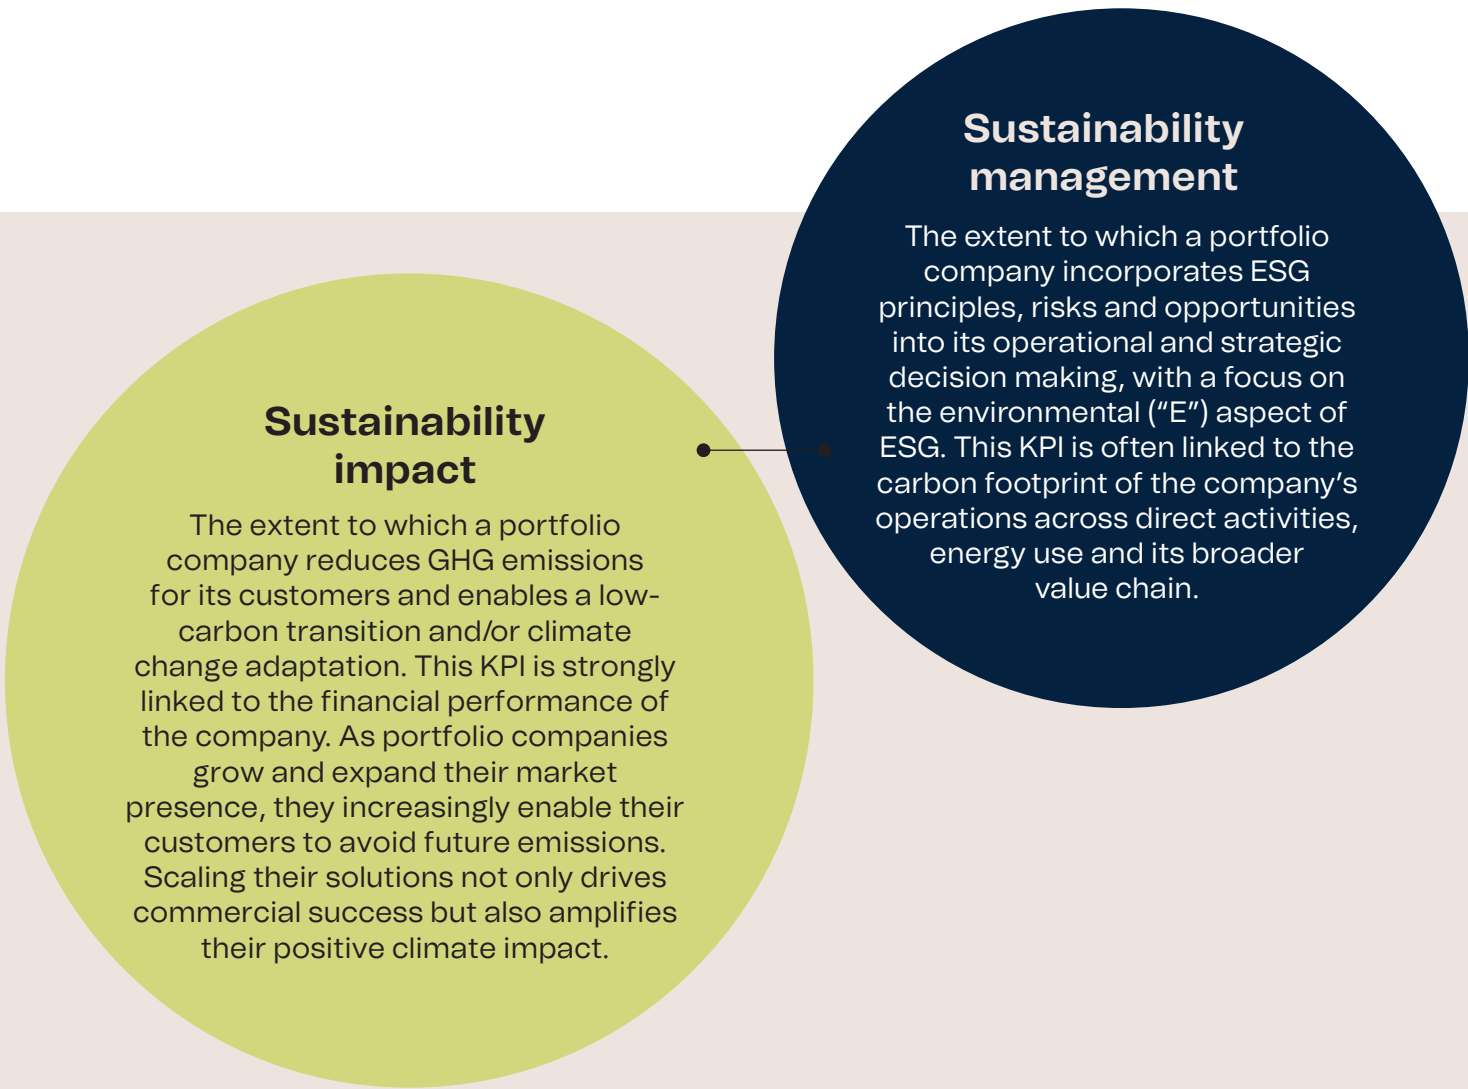 Sustainability
impact
The extent to which a portfolio
company reduces GHG emissions
for its customers and enables a low-
carbon transition and/or climate
change adaptation. This KPI is strongly
linked to the financial performance of
the company. As portfolio companies
grow and expand their market
presence, they increasingly enable their
customers to avoid future emissions.
Scaling their solutions not only drives
commercial success but also amplifies
their positive climate impact.
Sustainability
management
The extent to which a portfolio
company incorporates ESG
principles, risks and opportunities
into its operational and strategic
decision making, with a focus on
the environmental (“E”) aspect of
ESG. This KPI is often linked to the
carbon footprint of the company’s
operations across direct activities,
energy use and its broader
value chain.